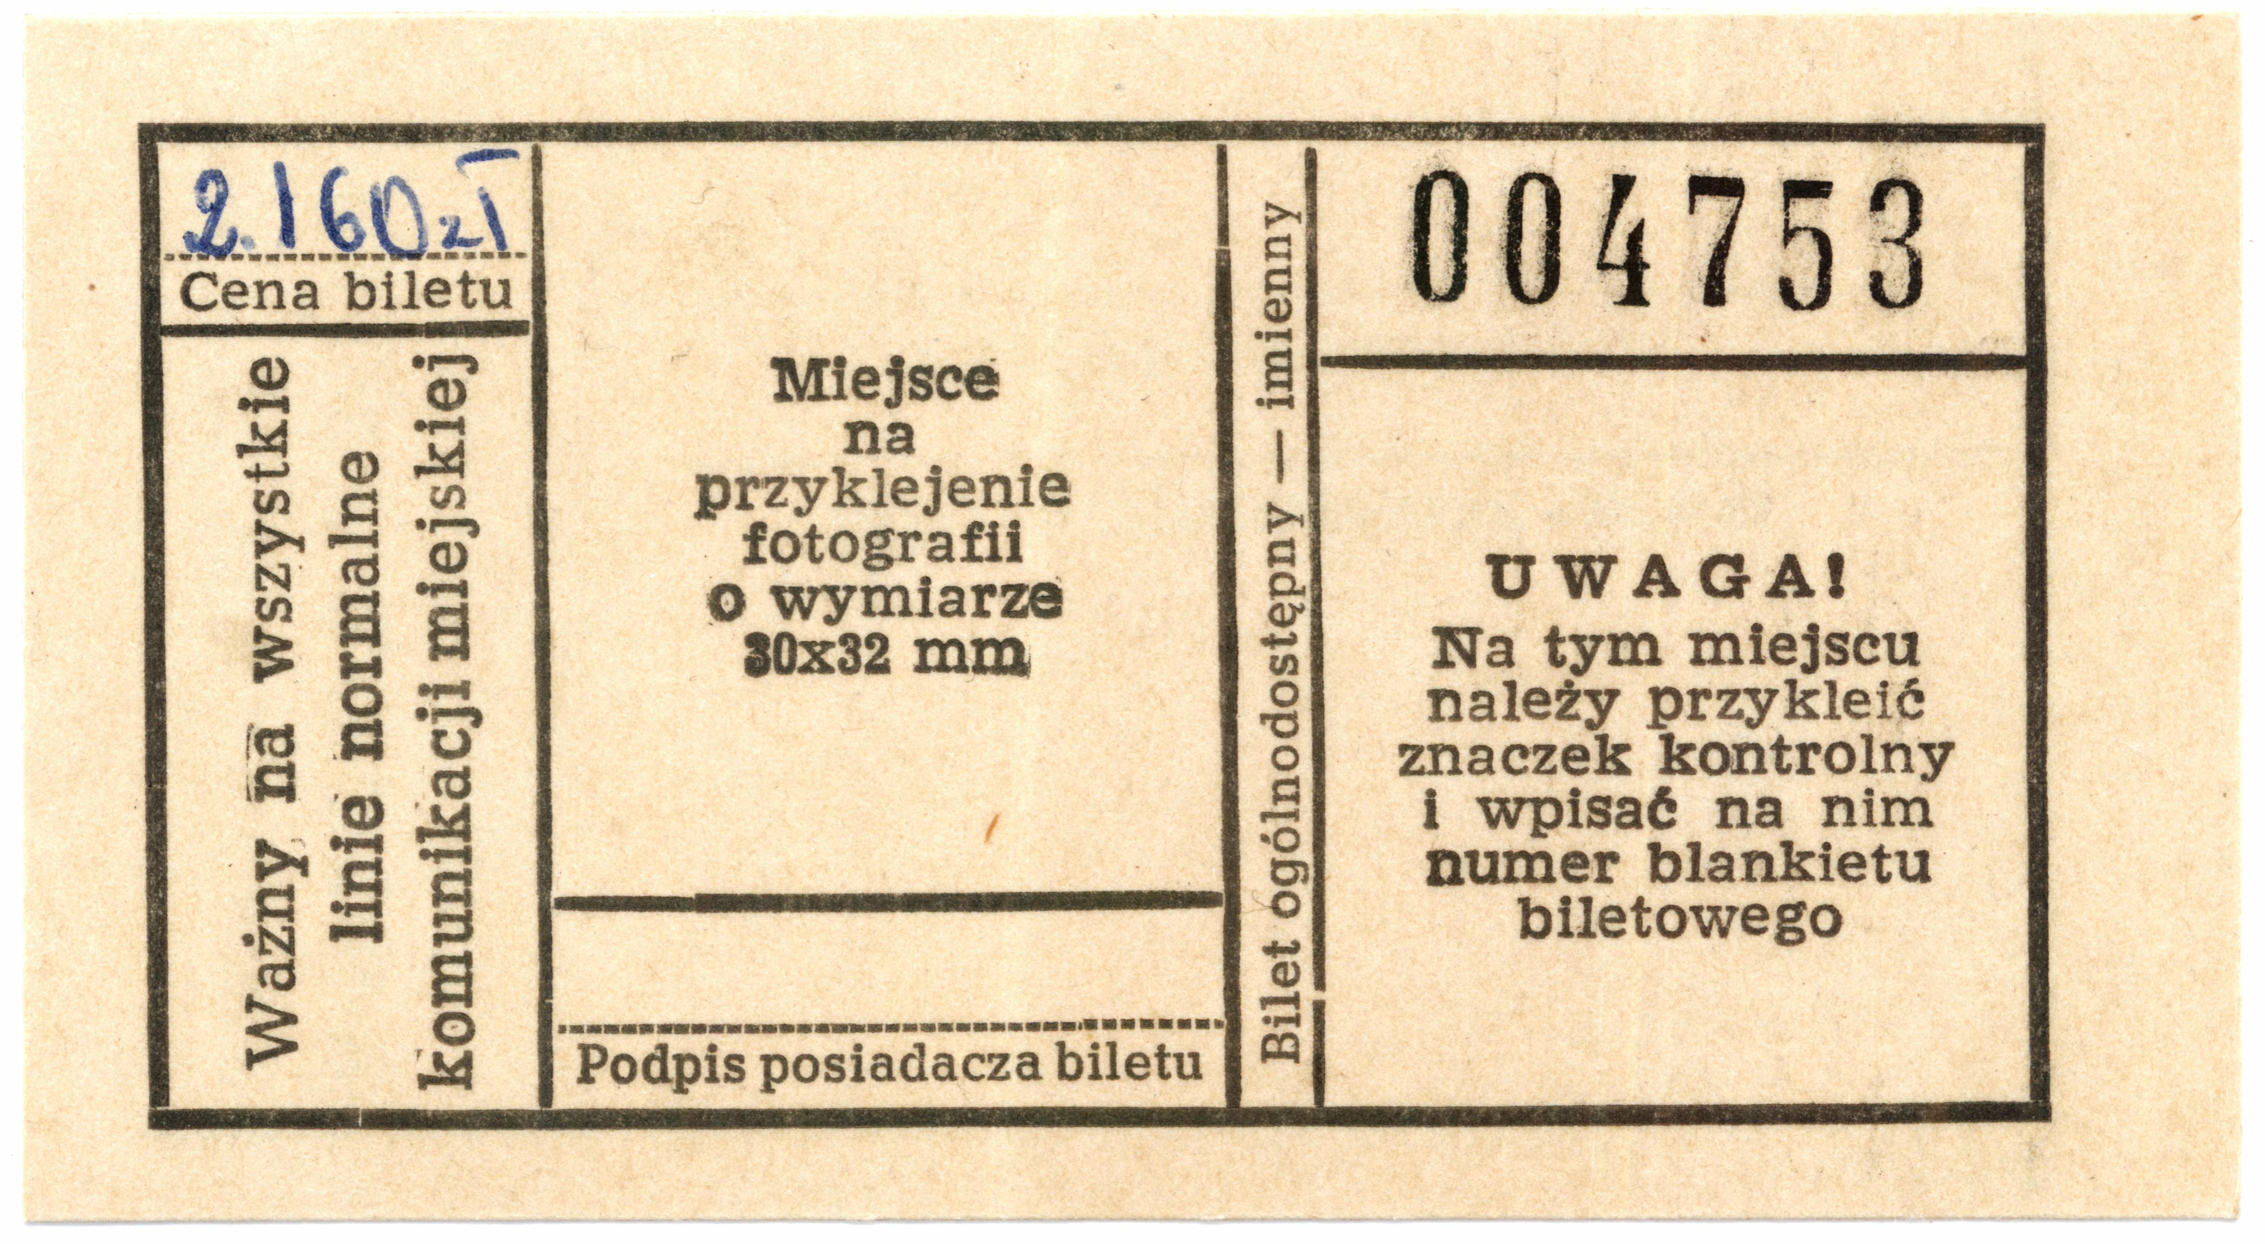 2.160 zł
Cena biletu
Ważny na wszystkie
linie normalne
komunikacji miejskiej
Miejsce
na
przyklejenie
fotografii
o wymiarze
30x32 mm
Podpis posiadacza biletu
Bilet ogólnodostępny — imienny
004753
UWAGA!
Na tym miejscu
należy przykleić
znaczek kontrolny
i wpisać na nim
numer blankietu
biletowego